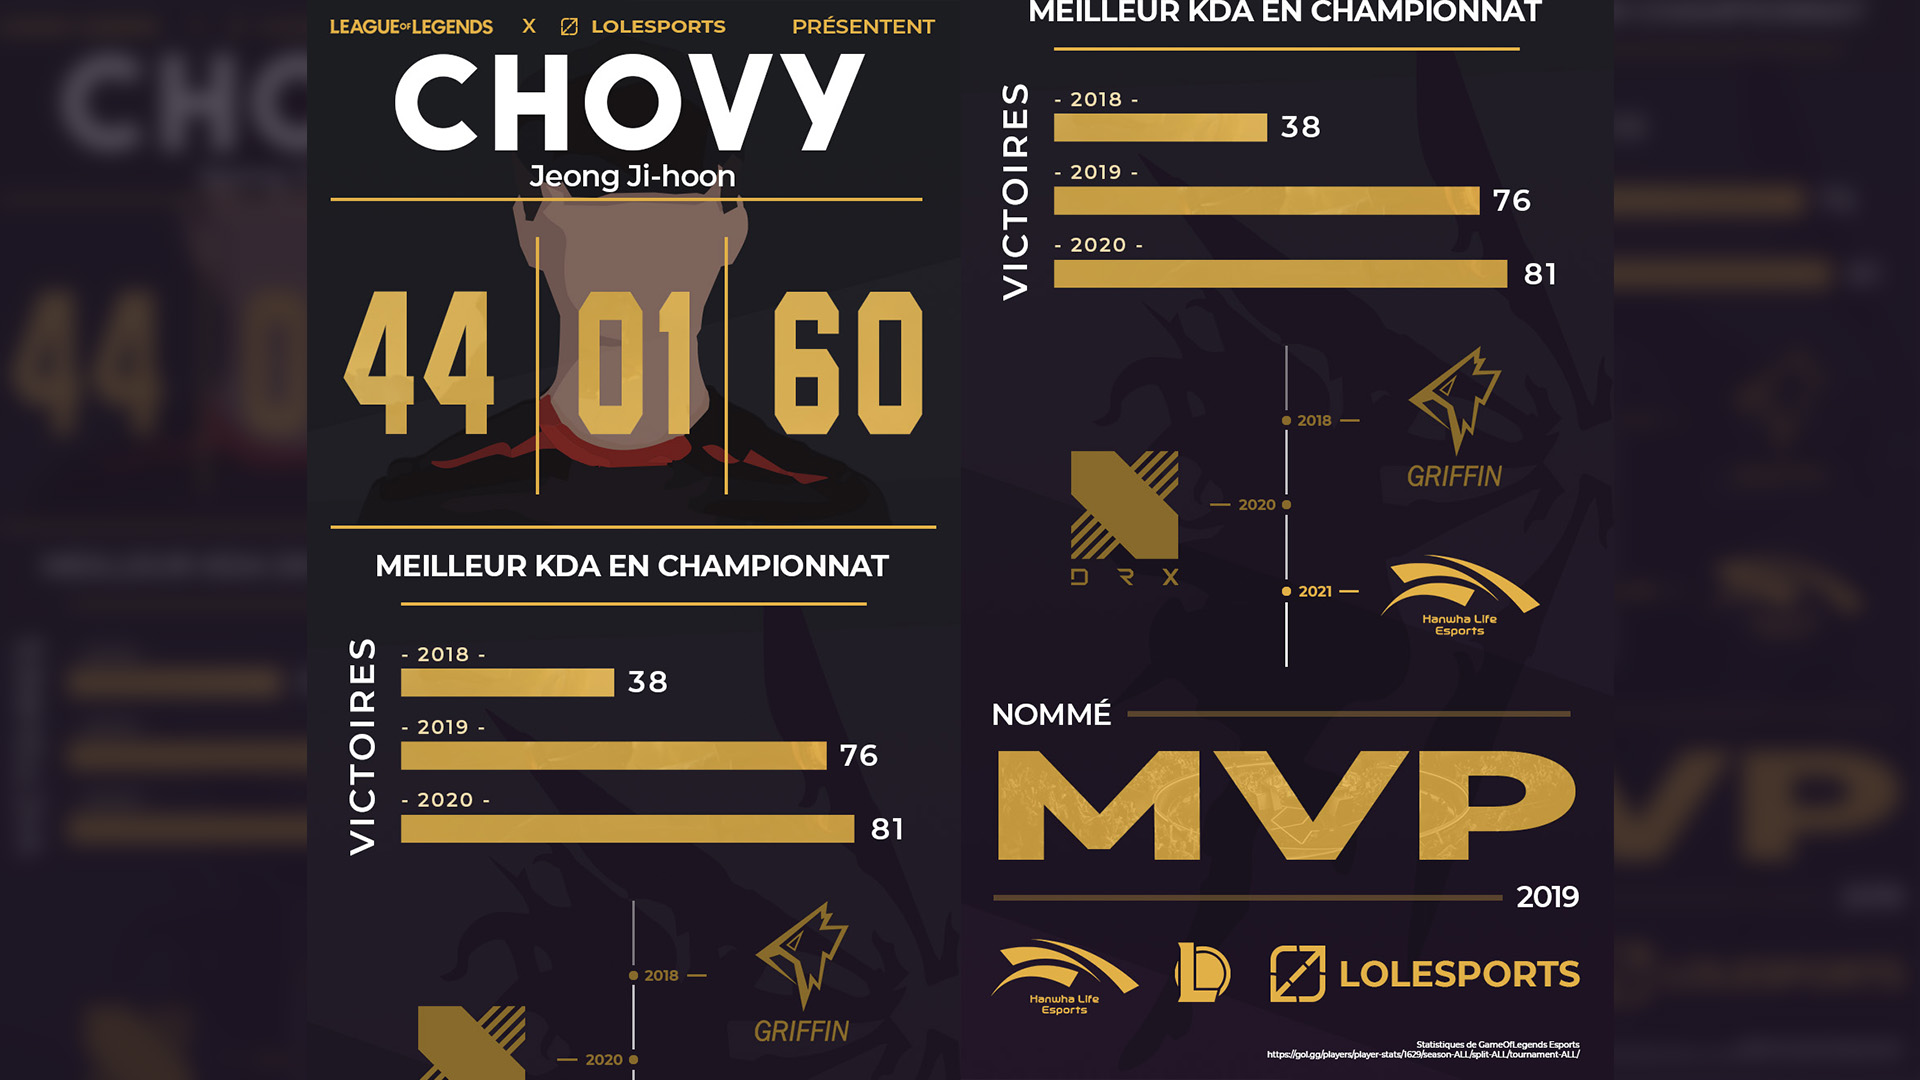 LEAGUE OF LEGENDS X LOLESPORTS PRÉSENTENT
CHOVY
Jeong Ji-hoon
44 01 60
MEILLEUR KDA EN CHAMPIONNAT
VICTOIRES
- 2018 -
38
- 2019 -
76
- 2020 -
81
2018
GRIFFIN
2020
MEILLEUR KDA EN CHAMPIONNAT
VICTOIRES
- 2018 -
38
- 2019 -
76
- 2020 -
81
2018
GRIFFIN
2020
DRX
2021
Hanwha Life
Esports
NOMMÉ
MVP
2019
Hanwha Life
Esports
LOLESPORTS
Statistiques de GameOfLegends Esports
https://gol.gg/players/player-stats/1629/season-ALL/split-ALL/tournament-ALL/